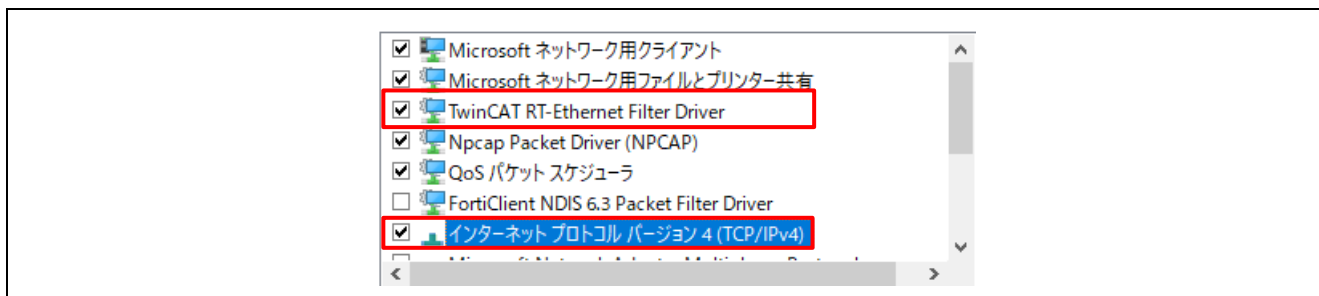 Microsoft ネットワーク用クライアント
Microsoft ネットワーク用ファイルとプリンター共有
TwinCAT RT-Ethernet Filter Driver
Npcap Packet Driver (NPCAP)
QoS パケット スケジューラ
FortiClient NDIS 6.3 Packet Filter Driver
インターネット プロトコル バージョン 4 (TCP/IPv4)